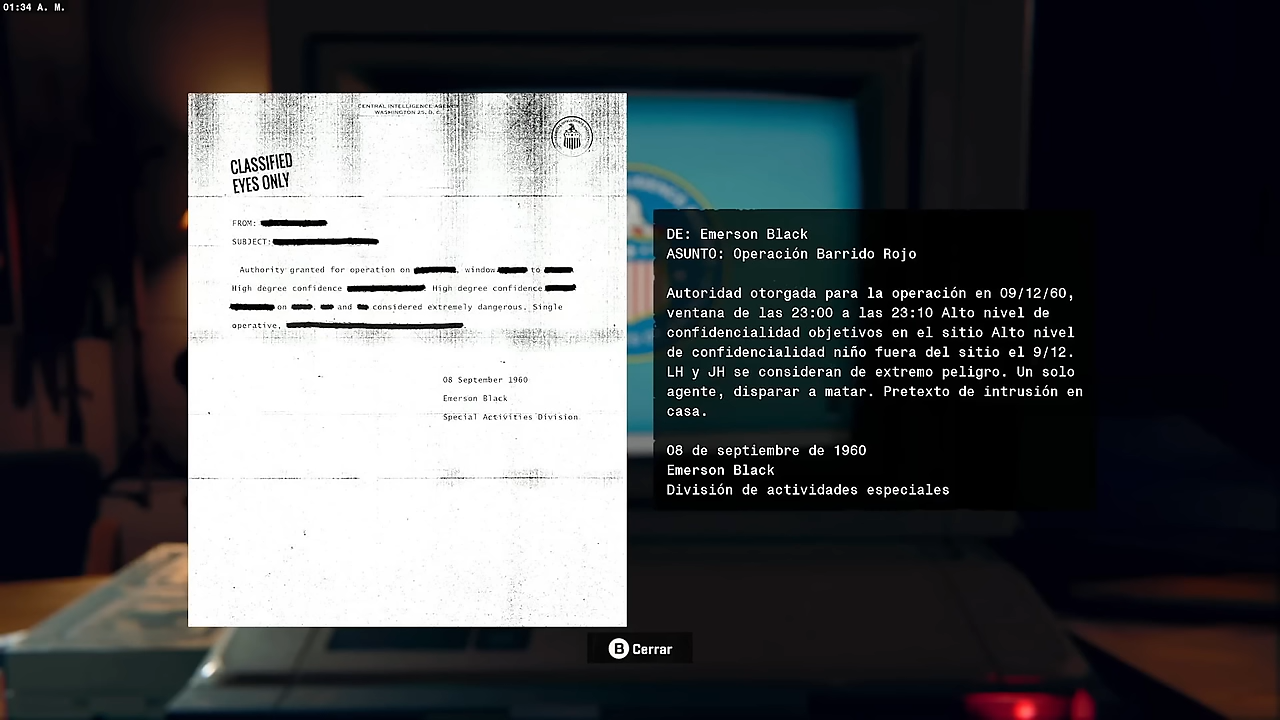 01:34 A. M.
CENTRAL INTELLIGENCE AGE
WASHINGTON 25, D. C.
CLASSIFIED
EYES ONLY
FROM:
SUBJECT:
Authority granted for operation on , window to
High degree confidence . High degree confidence
on , and considered extremely dangerous. Single
operative,
08 September 1960
Emerson Black
Special Activities Division
DE: Emerson Black
ASUNTO: Operación Barrido Rojo
Autoridad otorgada para la operación en 09/12/60,
ventana de las 23:00 a las 23:10 Alto nivel de
confidencialidad objetivos en el sitio Alto nivel
de confidencialidad niño fuera del sitio el 9/12.
LH y JH se consideran de extremo peligro. Un solo
agente, disparar a matar. Pretexto de intrusión en
casa.
08 de septiembre de 1960
Emerson Black
División de actividades especiales
B Cerrar